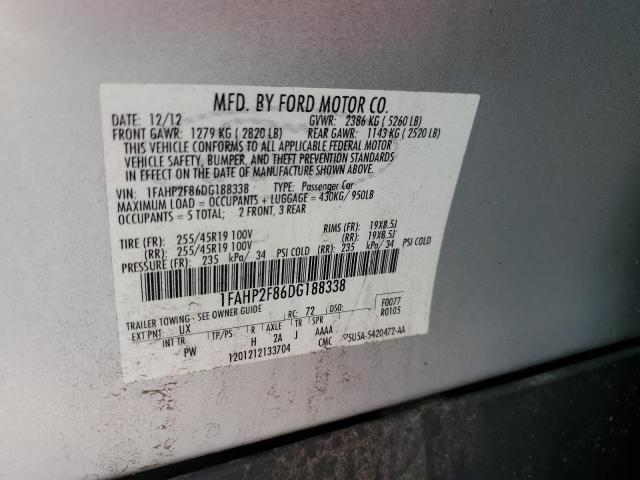 MFD. BY FORD MOTOR CO.
DATE: 12/12 GVWR: 2386 KG ( 5260 LB)
FRONT GAWR: 1279 KG ( 2820 LB) REAR GAWR: 1143 KG ( 2520 LB)
THIS VEHICLE CONFORMS TO ALL APPLICABLE FEDERAL MOTOR
VEHICLE SAFETY, BUMPER, AND THEFT PREVENTION STANDARDS
IN EFFECT ON THE DATE OF MANUFACTURE SHOWN ABOVE.
VIN: 1FAHP2F86DG188338 TYPE: Passenger Car
MAXIMUM LOAD = OCCUPANTS + LUGGAGE = 430KG/ 950LB
OCCUPANTS = 5 TOTAL; 2 FRONT, 3 REAR
TIRE (FR): 255/45R19 100V RIMS (FR): 19X8.5J
(RR): 255/45R19 100V (RR): 19X8.5J
PRESSURE (FR): 235 kPa/ 34 PSI COLD (RR): 235 kPa/ 34 PSI COLD
1FAHP2F86DG188338
TRAILER TOWING - SEE OWNER GUIDE F0077
EXT PNT: UX RC: 72 DSO: R0105
INT TR TP/PS R AXLE TR SPR
PW H 2A J AAAA
1201212133704 CMC 5U5A-5420472-AA